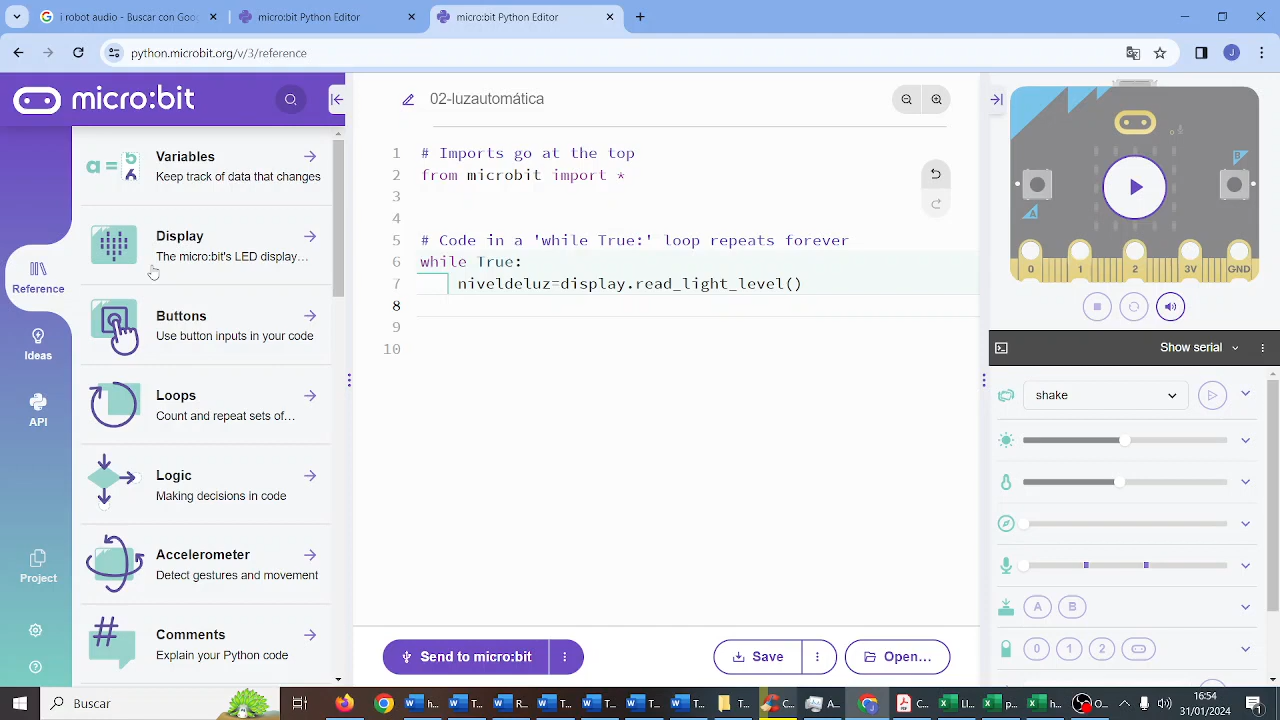 i robot audio - Buscar con Goo
micro:bit Python Editor
micro:bit Python Editor
python.microbit.org/v/3/reference
J
micro:bit
02-luzautomática
Reference
Ideas
API
Project
Variables
Keep track of data that changes
Display
The micro:bit's LED display...
Buttons
Use button inputs in your code
Loops
Count and repeat sets of...
Logic
Making decisions in code
Accelerometer
Detect gestures and movement
Comments
Explain your Python code
1 # Imports go at the top
2 from microbit import *
3
4
5 # Code in a 'while True:' loop repeats forever
6 while True:
7 niveldeluz=display.read_light_level()
8
9
10
Send to micro:bit
Save
Open...
A
B
0 1 2 3V GND
Show serial
shake
A B
0 1 2
Buscar
16:54
31/01/2024